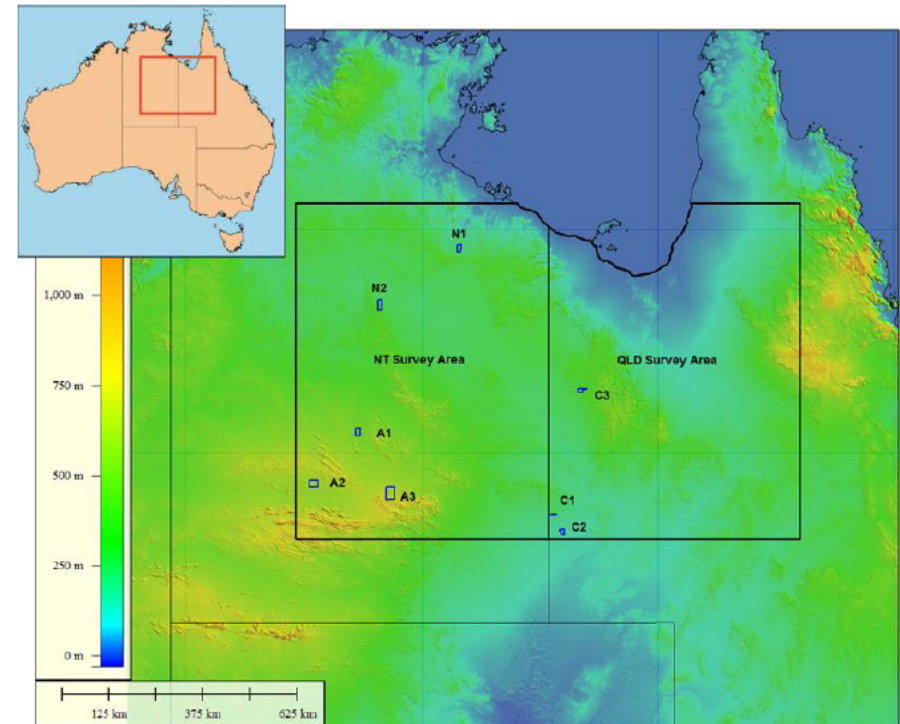 N1
N2
1,000 m
NT Survey Area
QLD Survey Area
750 m
C3
A1
500 m
A2
A3
C1
C2
250 m
0 m
125 km 375 km 625 km